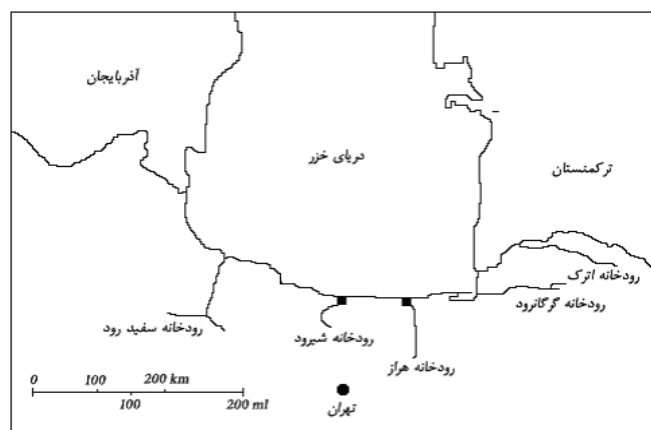 آذربایجان
دریای خزر
ترکمنستان
رودخانه اترک
رودخانه گرگانرود
رودخانه سفید رود
رودخانه شیرود
رودخانه هراز
0 100 200 km
100 200 ml
تهران